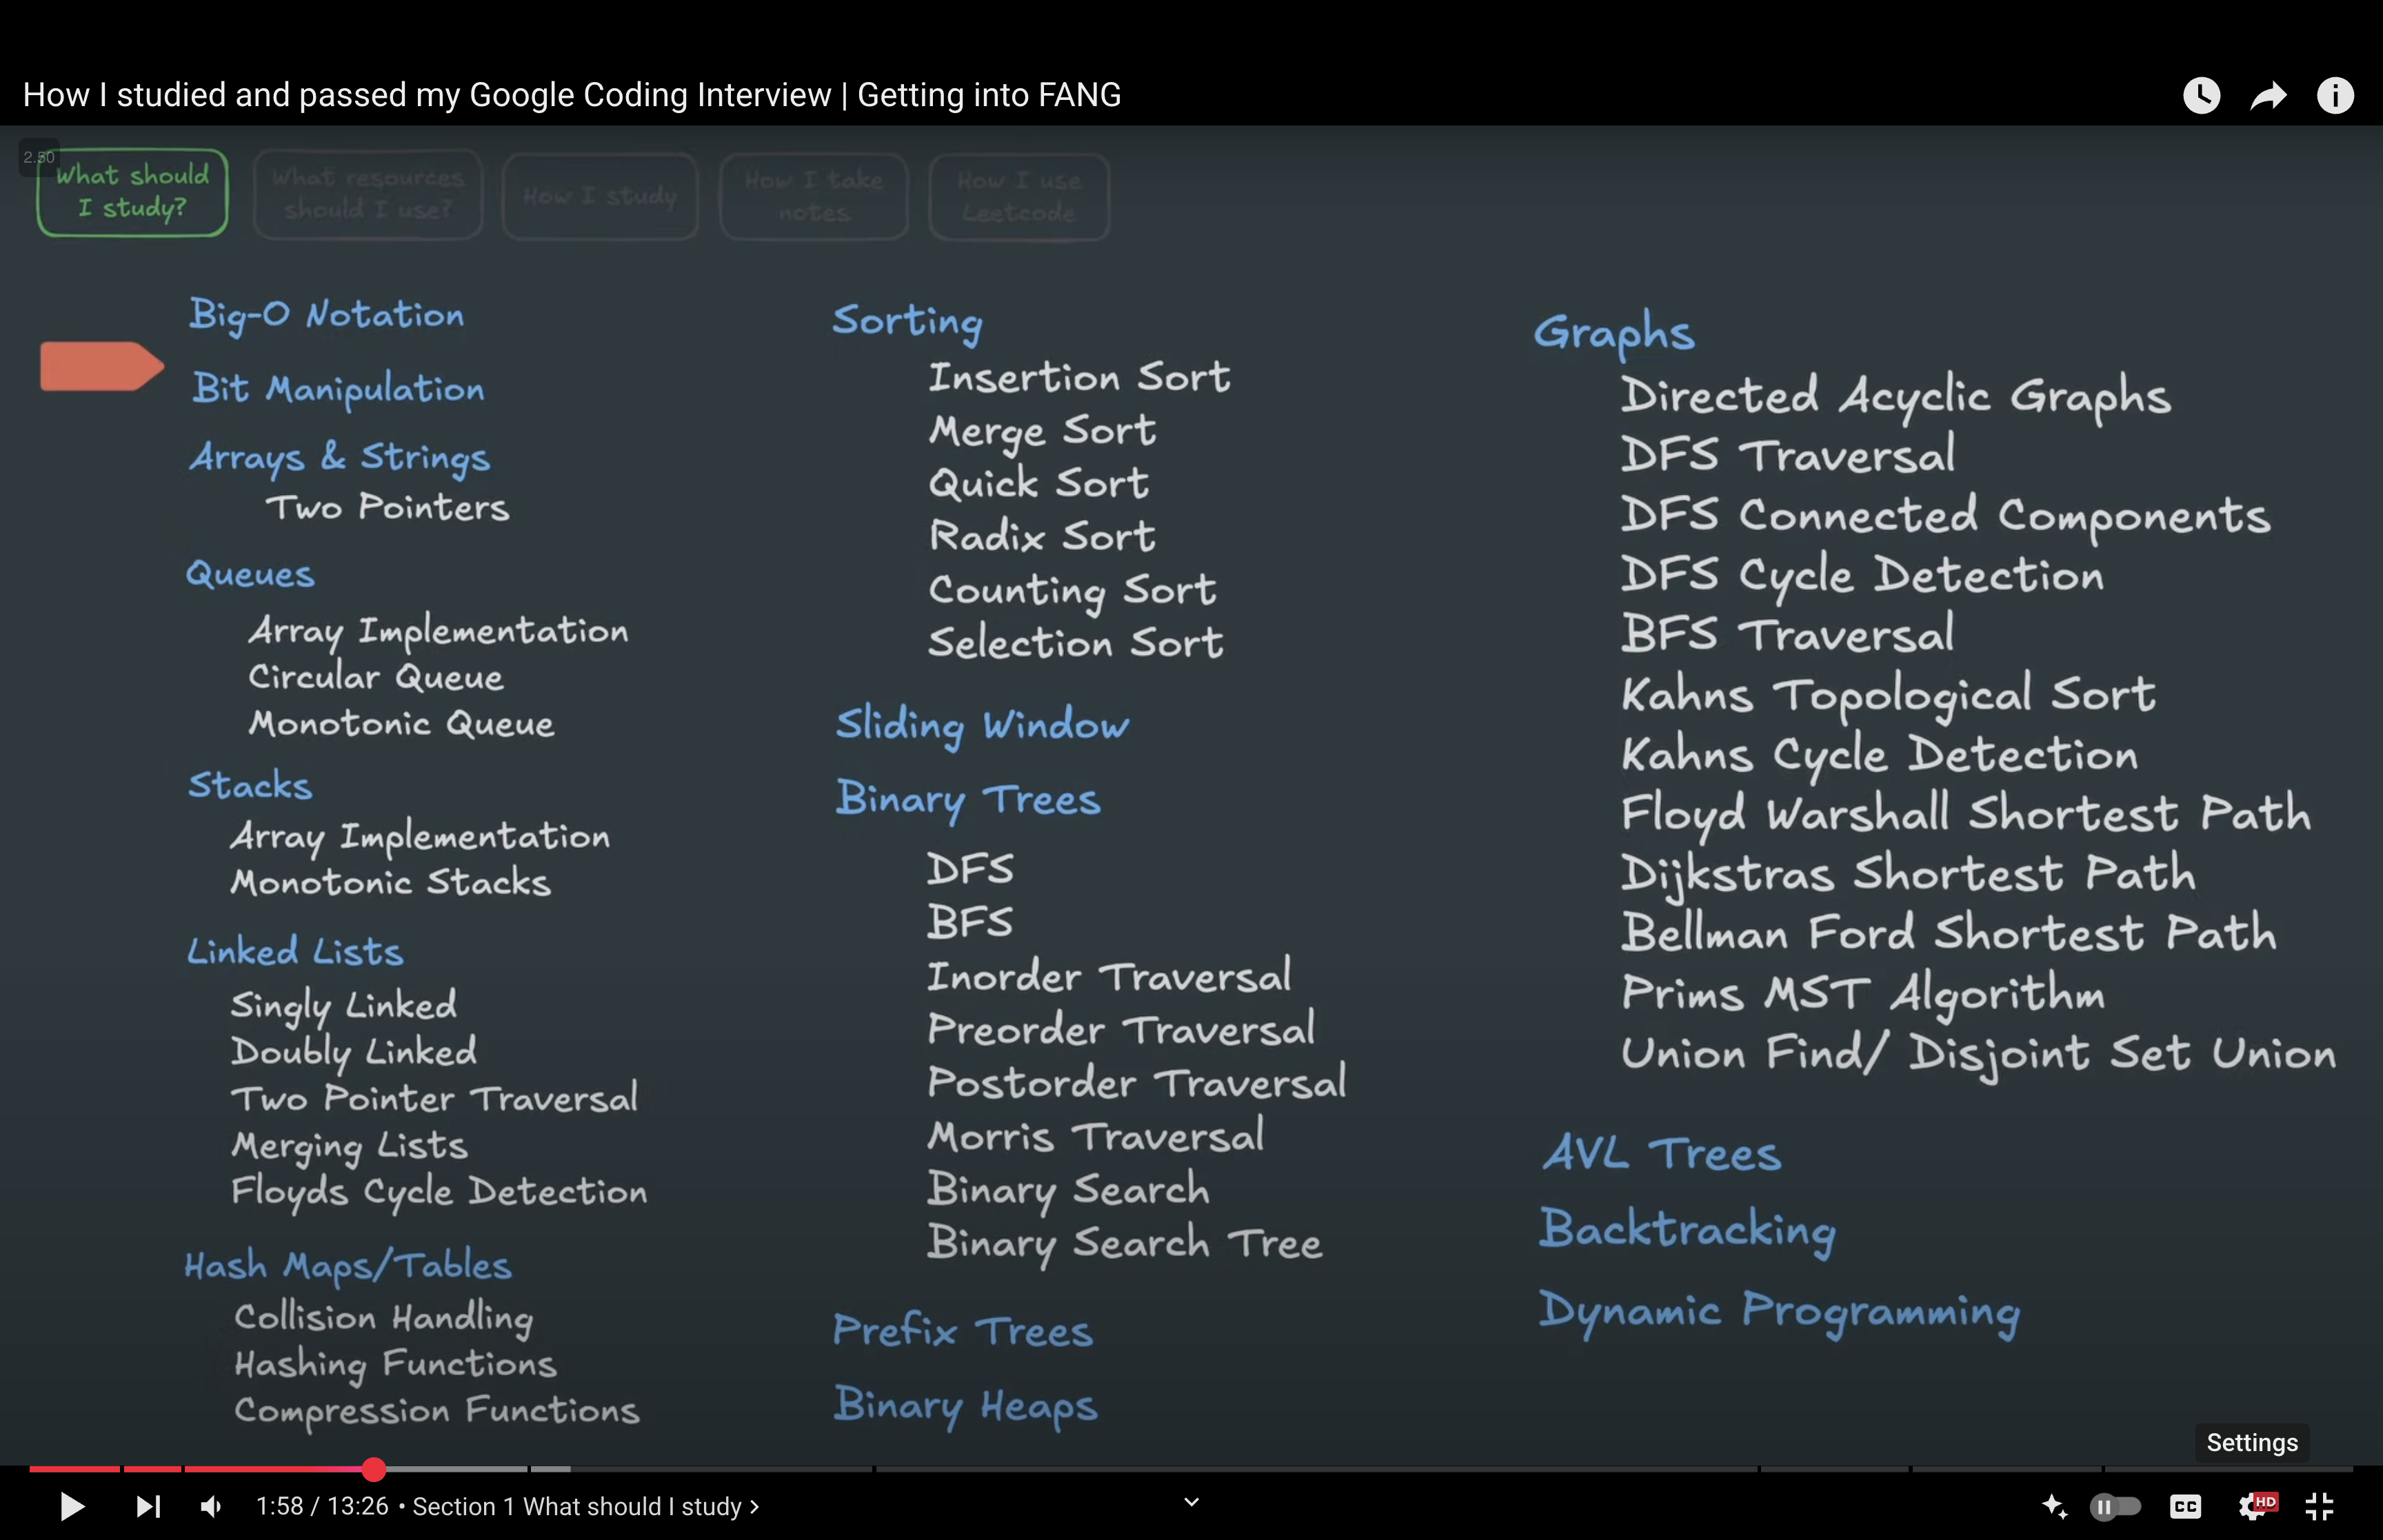 How I studied and passed my Google Coding Interview | Getting into FANG
2.50
What should
I study?
What resources
should I use?
How I study
How I take
notes
How I use
Leetcode
Big-O Notation
Bit Manipulation
Arrays & Strings
Two Pointers
Queues
Array Implementation
Circular Queue
Monotonic Queue
Stacks
Array Implementation
Monotonic Stacks
Linked Lists
Singly Linked
Doubly Linked
Two Pointer Traversal
Merging Lists
Floyds Cycle Detection
Hash Maps/Tables
Collision Handling
Hashing Functions
Compression Functions
Sorting
Insertion Sort
Merge Sort
Quick Sort
Radix Sort
Counting Sort
Selection Sort
Sliding Window
Binary Trees
DFS
BFS
Inorder Traversal
Preorder Traversal
Postorder Traversal
Morris Traversal
Binary Search
Binary Search Tree
Prefix Trees
Binary Heaps
Graphs
Directed Acyclic Graphs
DFS Traversal
DFS Connected Components
DFS Cycle Detection
BFS Traversal
Kahns Topological Sort
Kahns Cycle Detection
Floyd Warshall Shortest Path
Dijkstras Shortest Path
Bellman Ford Shortest Path
Prims MST Algorithm
Union Find/ Disjoint Set Union
AVL Trees
Backtracking
Dynamic Programming
Settings
1:58 / 13:26 • Section 1 What should I study >
CC
HD